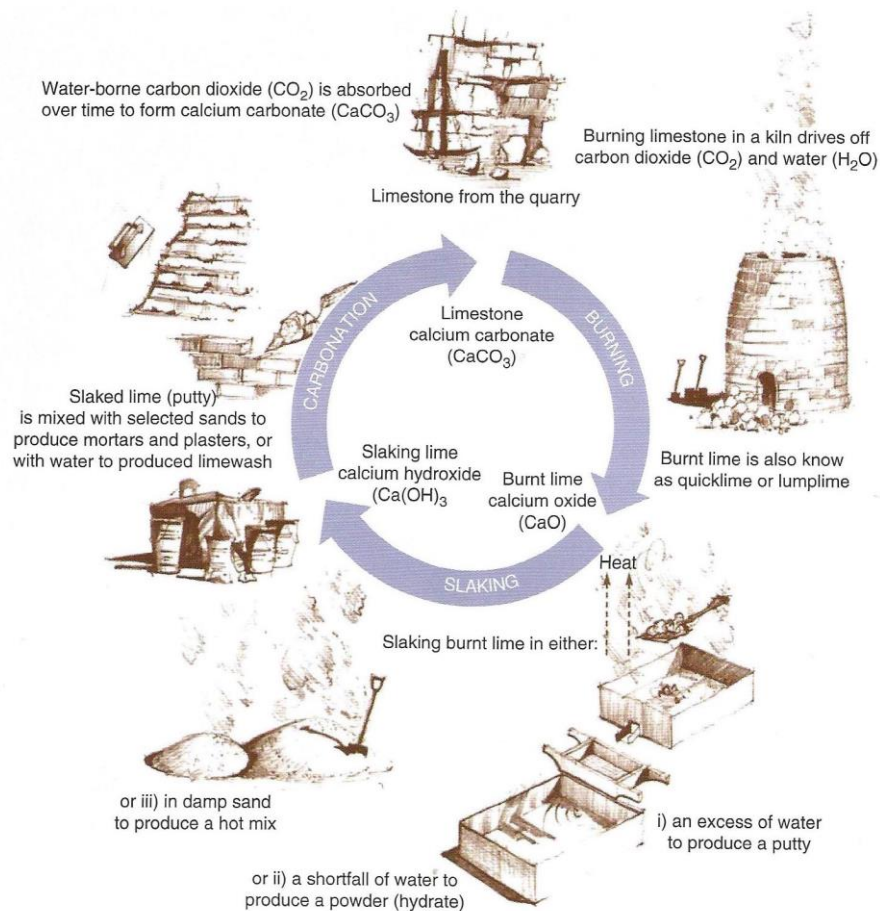 Water-borne carbon dioxide (CO₂) is absorbed
over time to form calcium carbonate (CaCO₃)
Limestone from the quarry
Burning limestone in a kiln drives off
carbon dioxide (CO₂) and water (H₂O)
CARBONATION
BURNING
SLAKING
Limestone
calcium carbonate
(CaCO₃)
Slaked lime (putty)
is mixed with selected sands to
produce mortars and plasters, or
with water to produced limewash
Slaking lime
calcium hydroxide
(Ca(OH)₃
Burnt lime
calcium oxide
(CaO)
Burnt lime is also know
as quicklime or lumplime
Heat
Slaking burnt lime in either:
i) an excess of water
to produce a putty
or ii) a shortfall of water to
produce a powder (hydrate)
or iii) in damp sand
to produce a hot mix